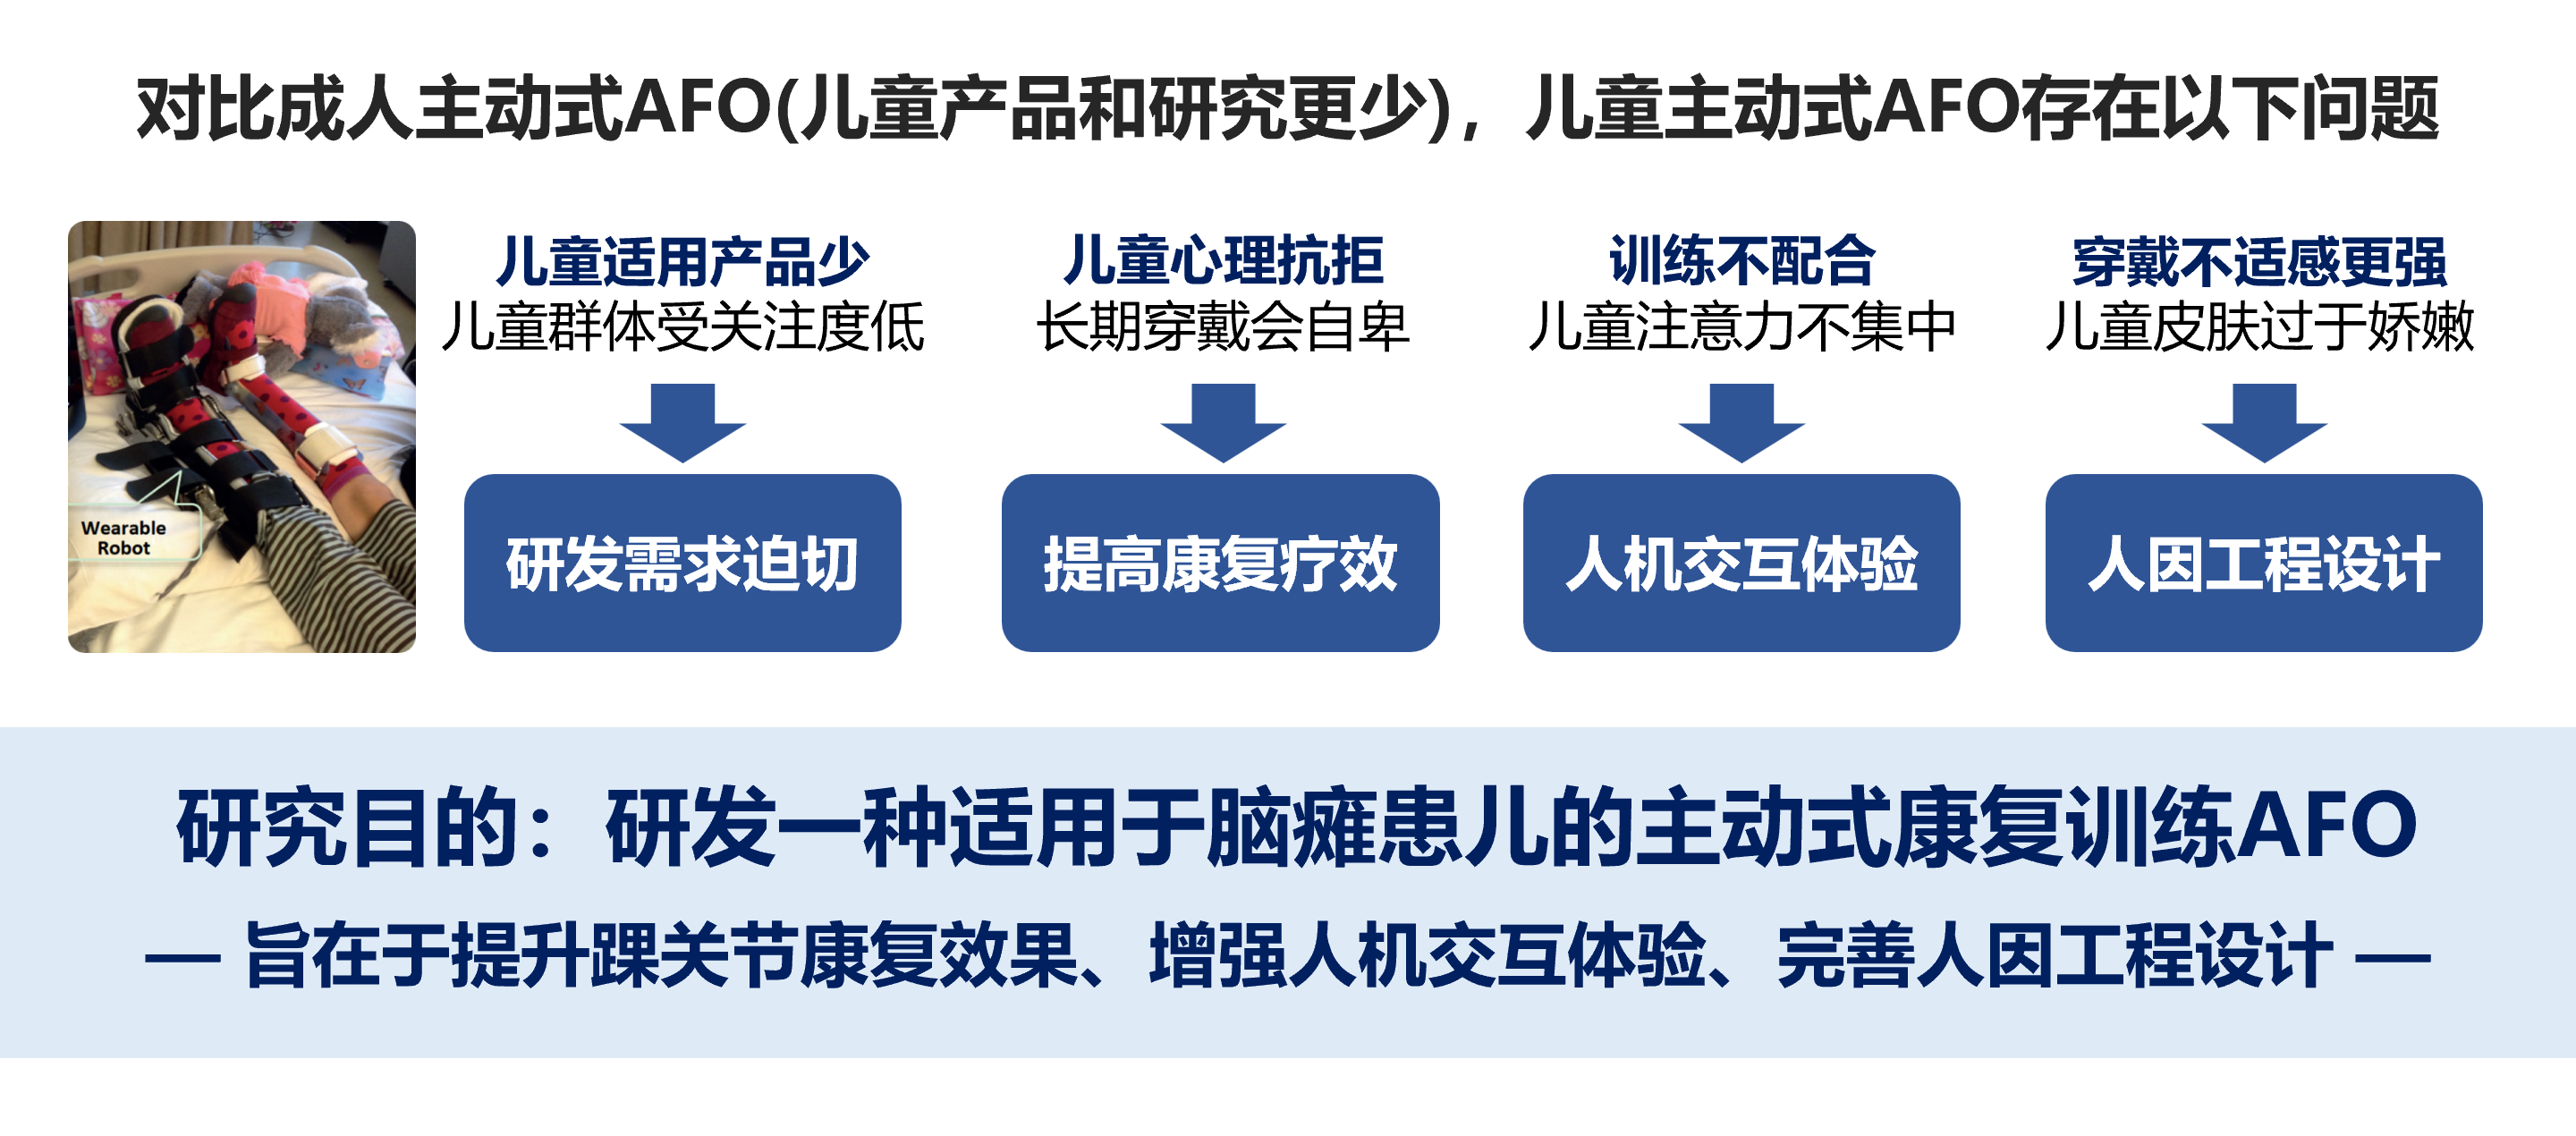 对比成人主动式AFO(儿童产品和研究更少)，儿童主动式AFO存在以下问题
Wearable
Robot
儿童适用产品少
儿童群体受关注度低
研发需求迫切
儿童心理抗拒
长期穿戴会自卑
提高康复疗效
训练不配合
儿童注意力不集中
人机交互体验
穿戴不适感更强
儿童皮肤过于娇嫩
人因工程设计
研究目的：研发一种适用于脑瘫患儿的主动式康复训练AFO
— 旨在于提升踝关节康复效果、增强人机交互体验、完善人因工程设计 —